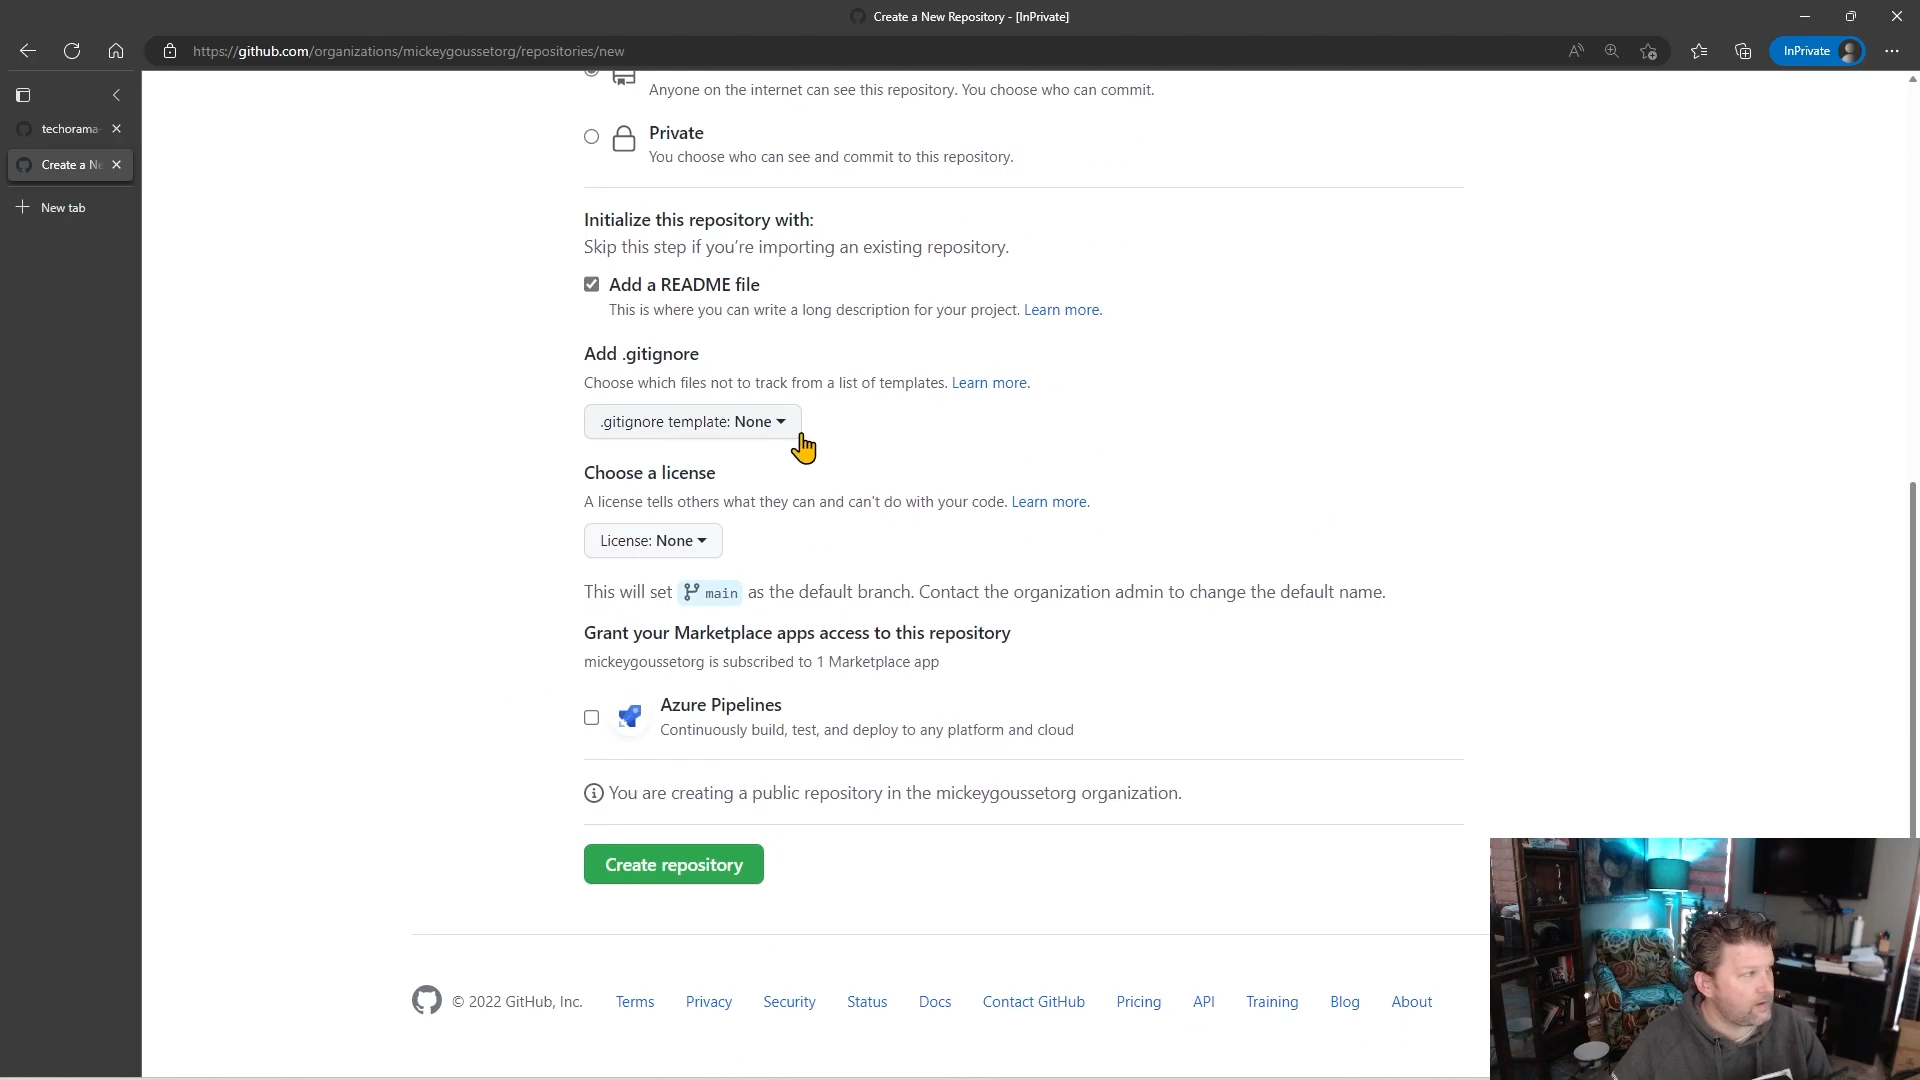 Create a New Repository - [InPrivate]
https://github.com/organizations/mickeygoussetorg/repositories/new
InPrivate
techorama-
Create a Ne
New tab
Anyone on the internet can see this repository. You choose who can commit.
Private
You choose who can see and commit to this repository.
Initialize this repository with:
Skip this step if you’re importing an existing repository.
Add a README file
This is where you can write a long description for your project. Learn more.
Add .gitignore
Choose which files not to track from a list of templates. Learn more.
.gitignore template: None
Choose a license
A license tells others what they can and can't do with your code. Learn more.
License: None
This will set main as the default branch. Contact the organization admin to change the default name.
Grant your Marketplace apps access to this repository
mickeygoussetorg is subscribed to 1 Marketplace app
Azure Pipelines
Continuously build, test, and deploy to any platform and cloud
You are creating a public repository in the mickeygoussetorg organization.
Create repository
© 2022 GitHub, Inc. Terms Privacy Security Status Docs Contact GitHub Pricing API Training Blog About